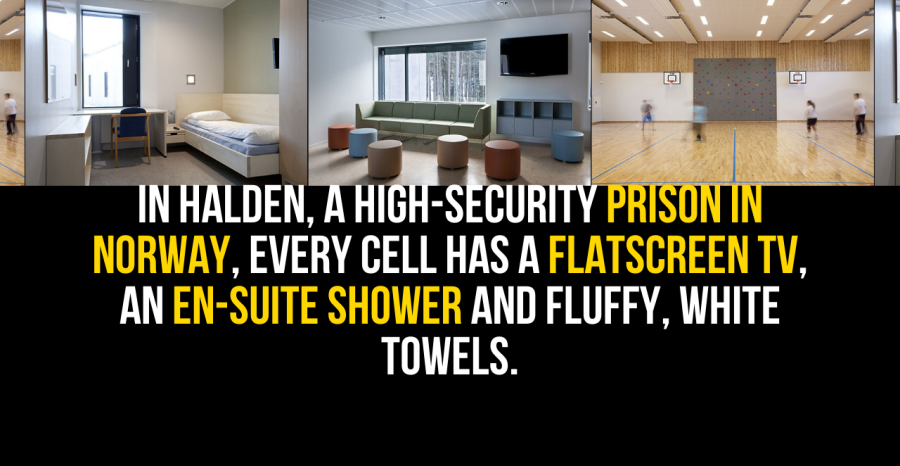 IN HALDEN, A HIGH-SECURITY PRISON IN
NORWAY, EVERY CELL HAS A FLATSCREEN TV,
AN EN-SUITE SHOWER AND FLUFFY, WHITE
TOWELS.